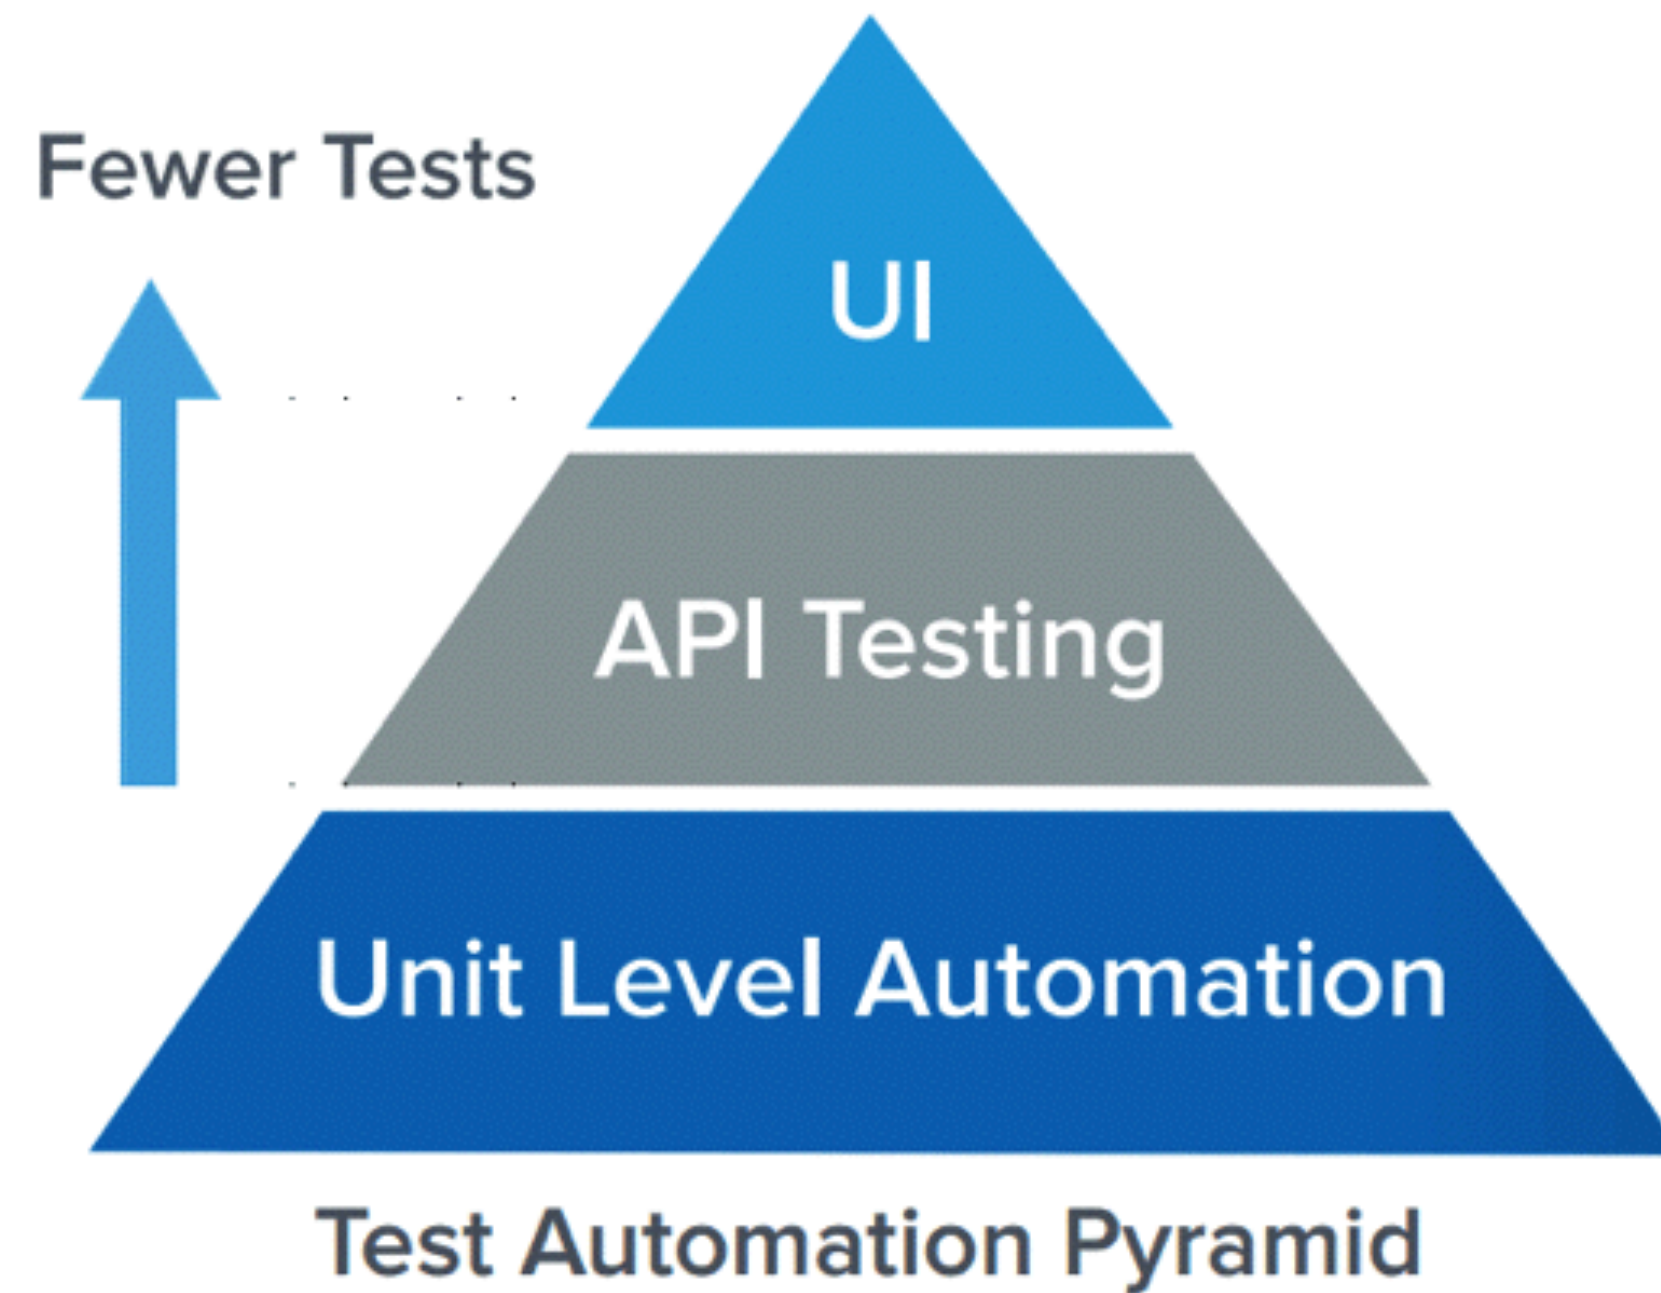 Fewer Tests
UI
API Testing
Unit Level Automation
Test Automation Pyramid